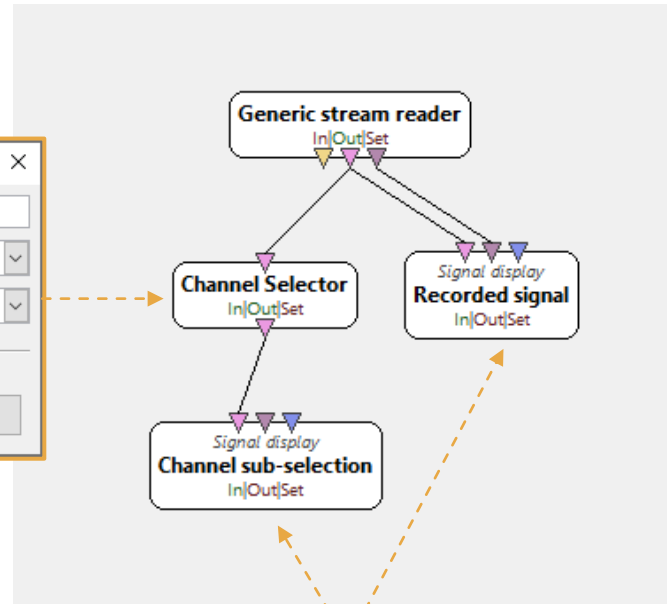 Generic stream reader
In|Out|Set
Channel Selector
In|Out|Set
Signal display
Recorded signal
In|Out|Set
Signal display
Channel sub-selection
In|Out|Set